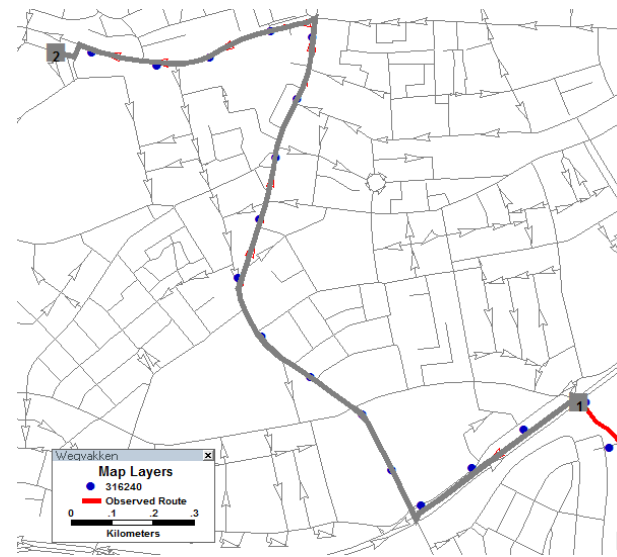 2
1
Wegvakken
Map Layers
316240
Observed Route
0 .1 .2 .3
Kilometers